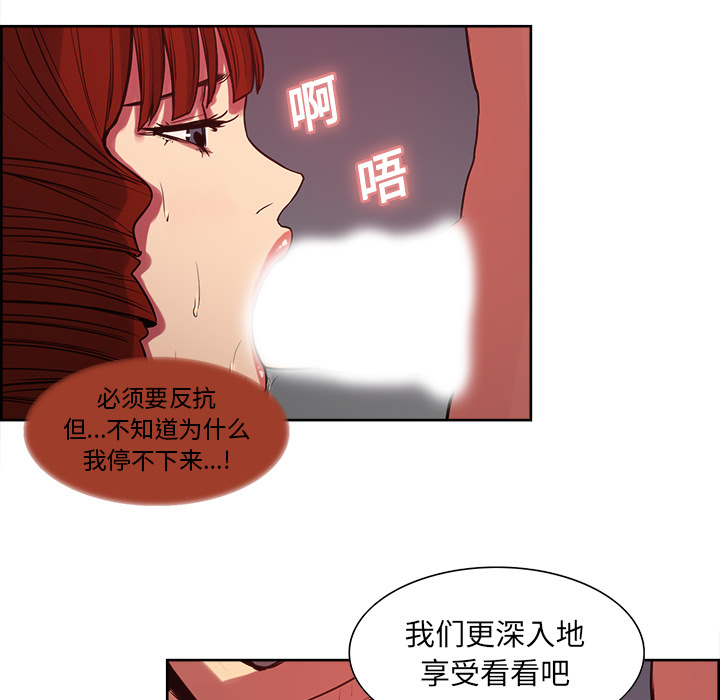 啊
唔
必须要反抗
但...不知道为什么
我停不下来...!
我们更深入地
享受看看吧